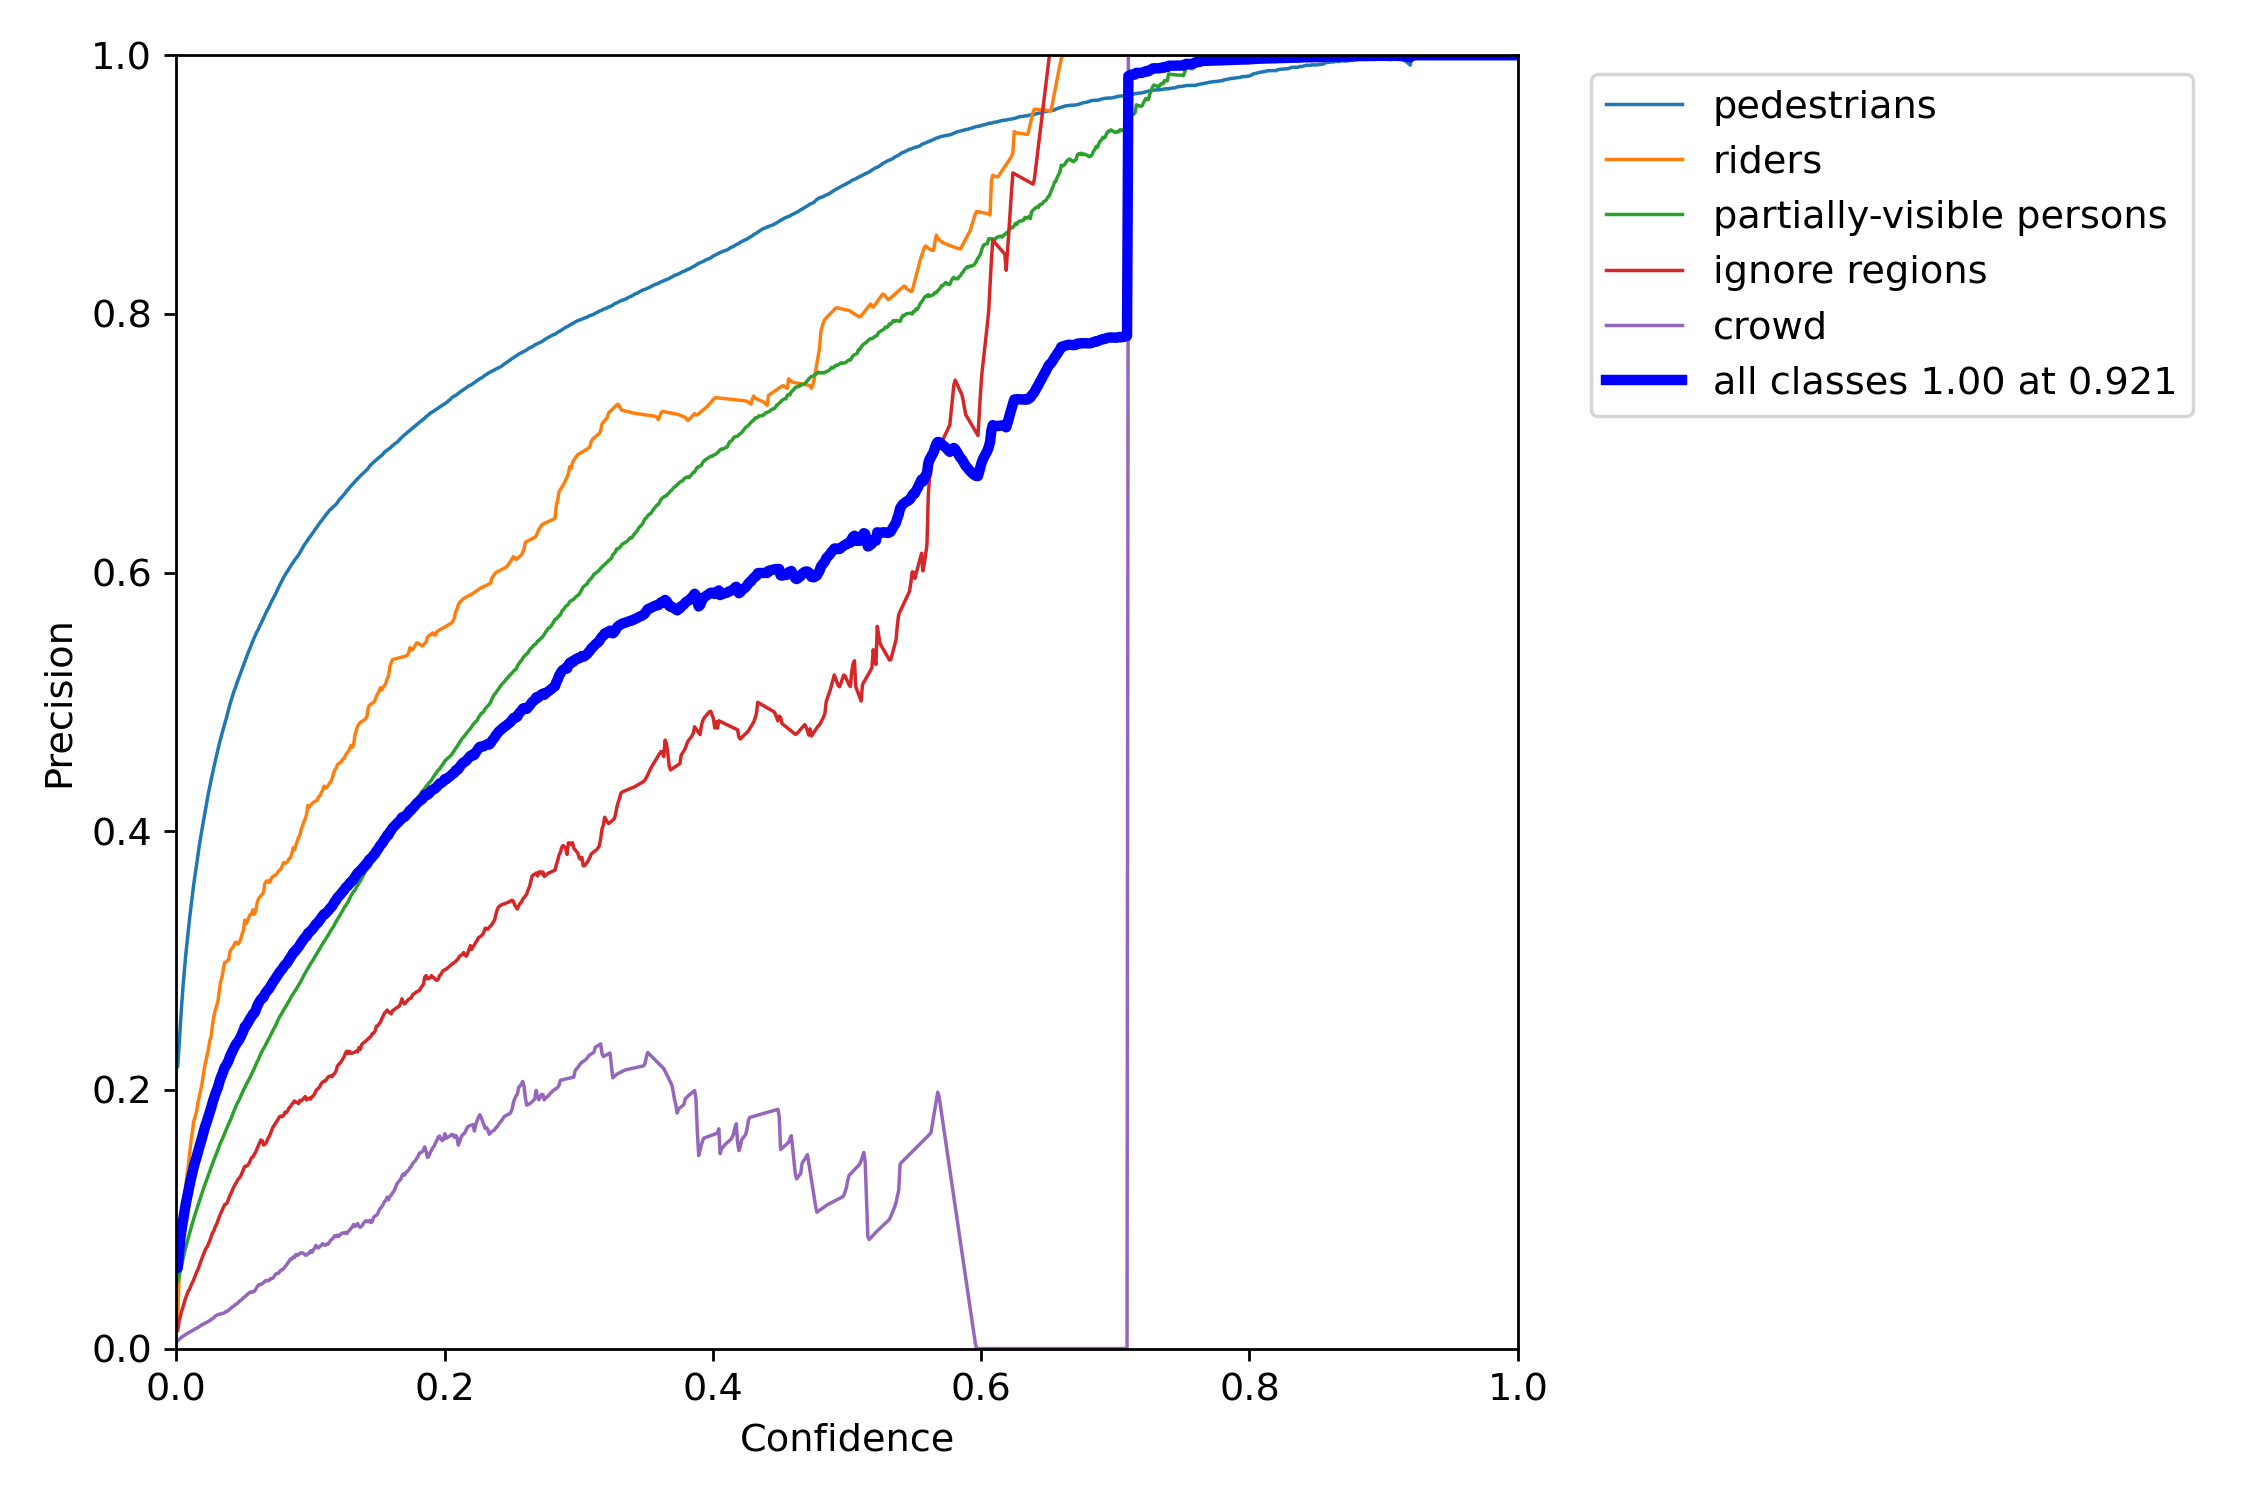 1.0
0.8
0.6
0.4
0.2
0.0
Precision
0.0 0.2 0.4 0.6 0.8 1.0
Confidence
pedestrians
riders
partially-visible persons
ignore regions
crowd
all classes 1.00 at 0.921